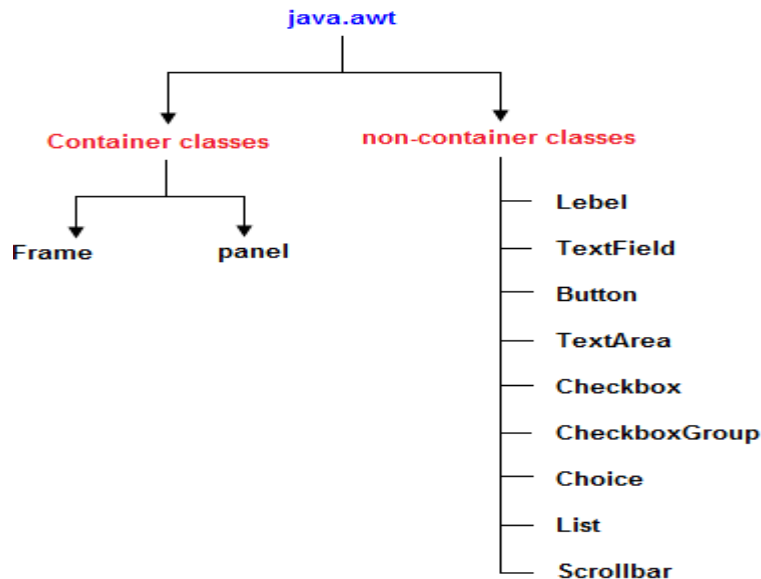 java.awt
Container classes
non-container classes
Frame
panel
Lebel
TextField
Button
TextArea
Checkbox
CheckboxGroup
Choice
List
Scrollbar